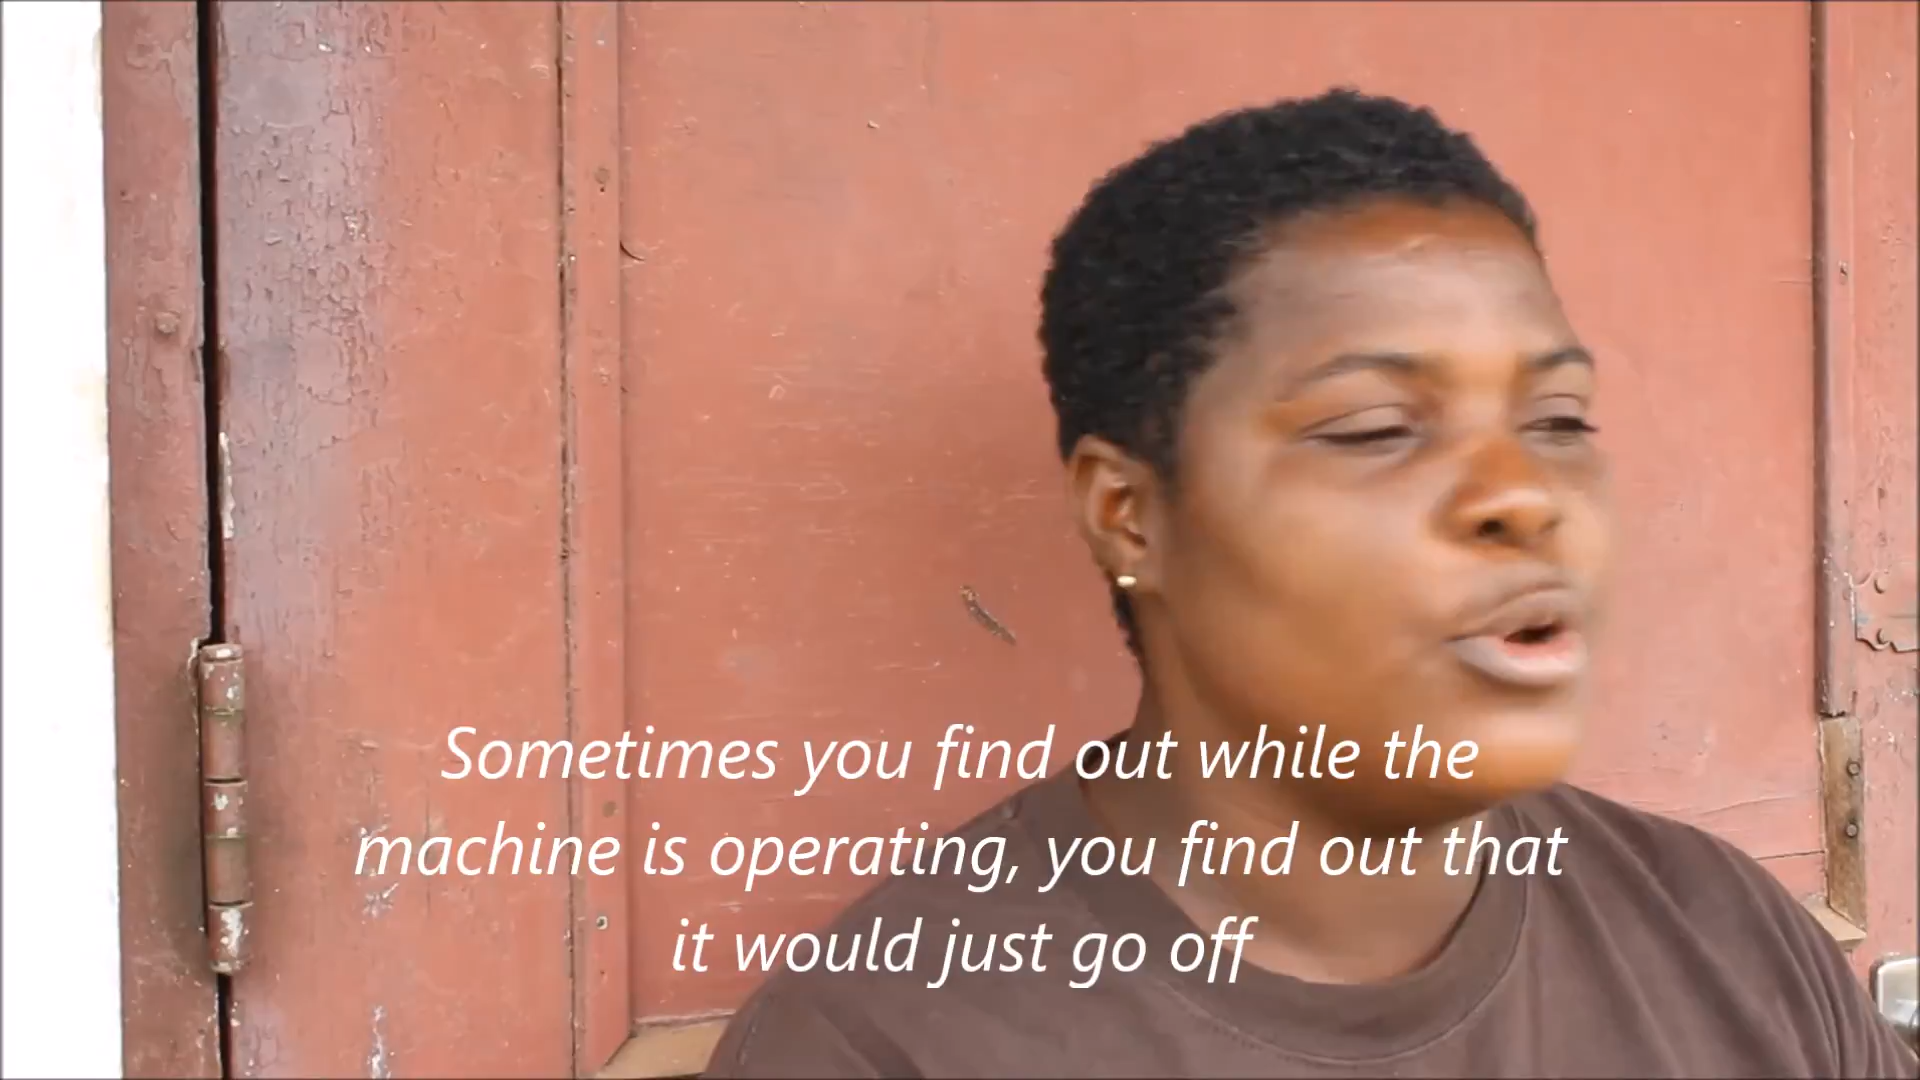 Sometimes you find out while the
machine is operating, you find out that
it would just go off